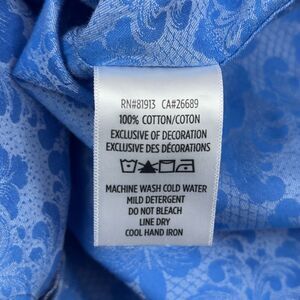 RN#81913 CA#26689
100% COTTON/COTON
EXCLUSIVE OF DECORATION
EXCLUSIVE DES DÉCORATIONS
MACHINE WASH COLD WATER
MILD DETERGENT
DO NOT BLEACH
LINE DRY
COOL HAND IRON